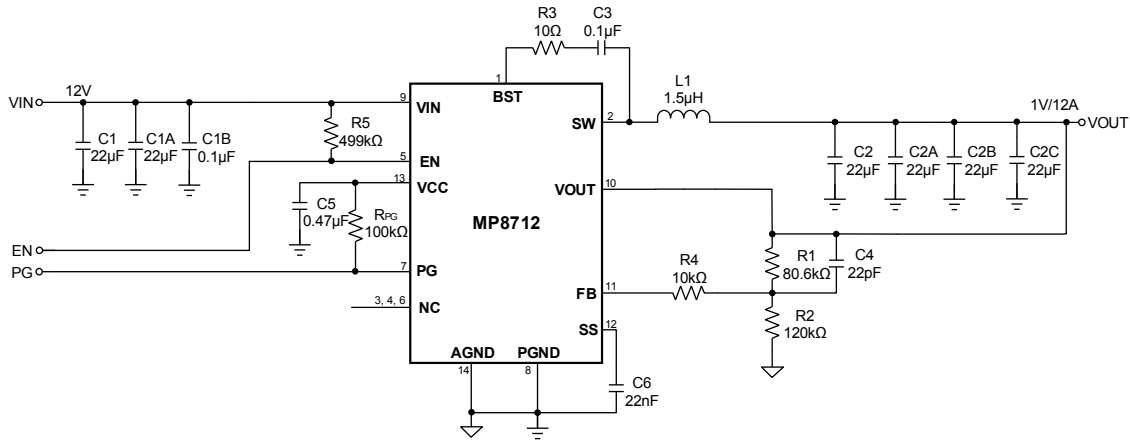 R3
10Ω
C3
0.1µF
1
BST
VIN
12V
9
VIN
C1
22µF
C1A
22µF
C1B
0.1µF
R5
499kΩ
5
EN
13
VCC
C5
0.47µF
RPG
100kΩ
EN
PG
7
PG
3, 4, 6
NC
MP8712
SW
2
L1
1.5µH
1V/12A
VOUT
C2
22µF
C2A
22µF
C2B
22µF
C2C
22µF
VOUT
10
R1
80.6kΩ
C4
22pF
R4
10kΩ
FB
11
R2
120kΩ
SS
12
C6
22nF
AGND
14
PGND
8